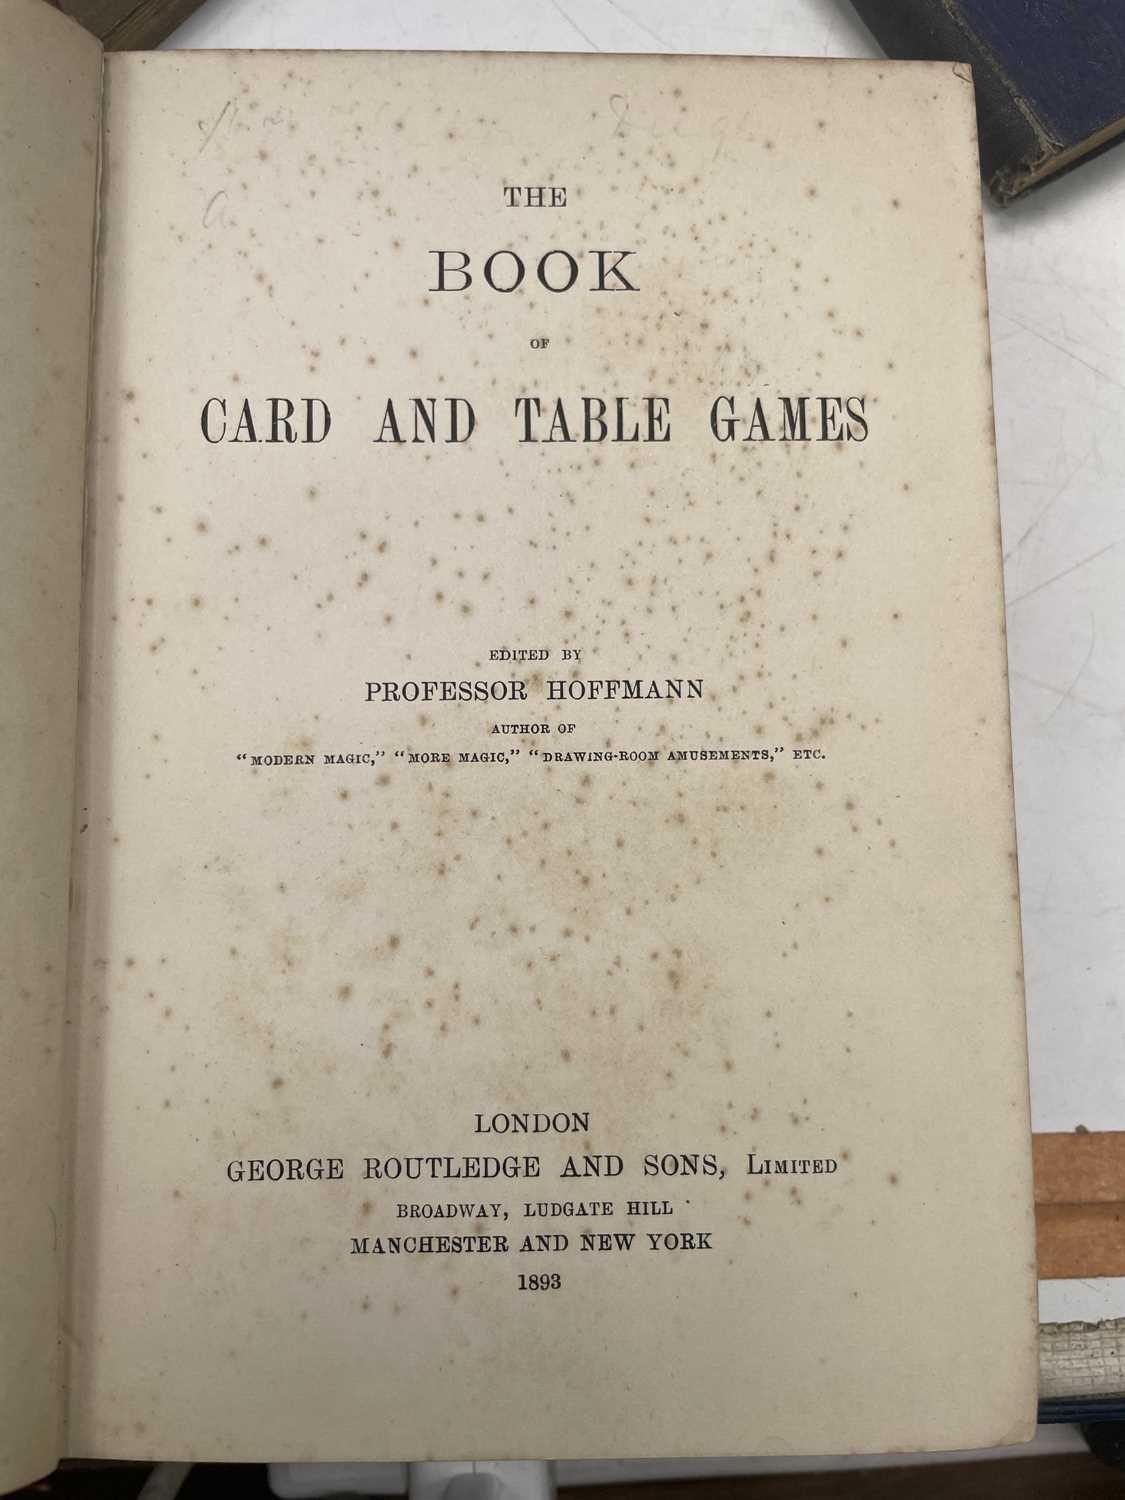 THE
BOOK
OF
CARD AND TABLE GAMES
EDITED BY
PROFESSOR HOFFMANN
AUTHOR OF
“MODERN MAGIC,” “MORE MAGIC,” “DRAWING-ROOM AMUSEMENTS,” ETC.
LONDON
GEORGE ROUTLEDGE AND SONS, LIMITED
BROADWAY, LUDGATE HILL
MANCHESTER AND NEW YORK
1893